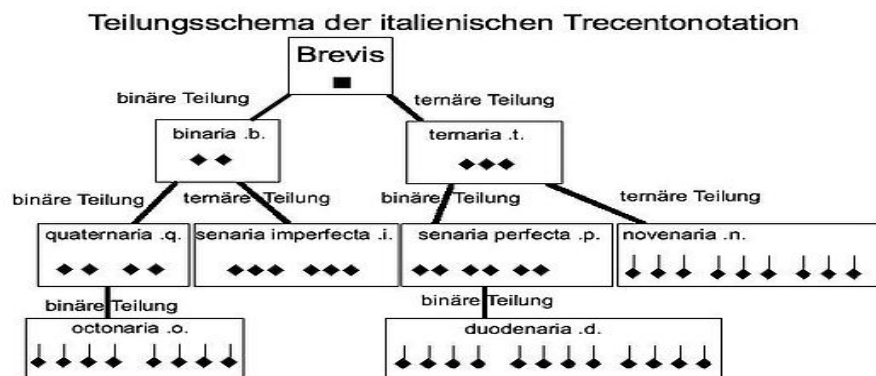 Teilungsschema der italienischen Trecentonotation
Brevis
binäre Teilung
ternäre Teilung
binaria .b.
ternaria .t.
binäre Teilung
ternäre Teilung
binäre Teilung
ternäre Teilung
quaternaria .q.
senaria imperfecta .i.
senaria perfecta .p.
novenaria .n.
binäre Teilung
binäre Teilung
octonaria .o.
duodenaria .d.